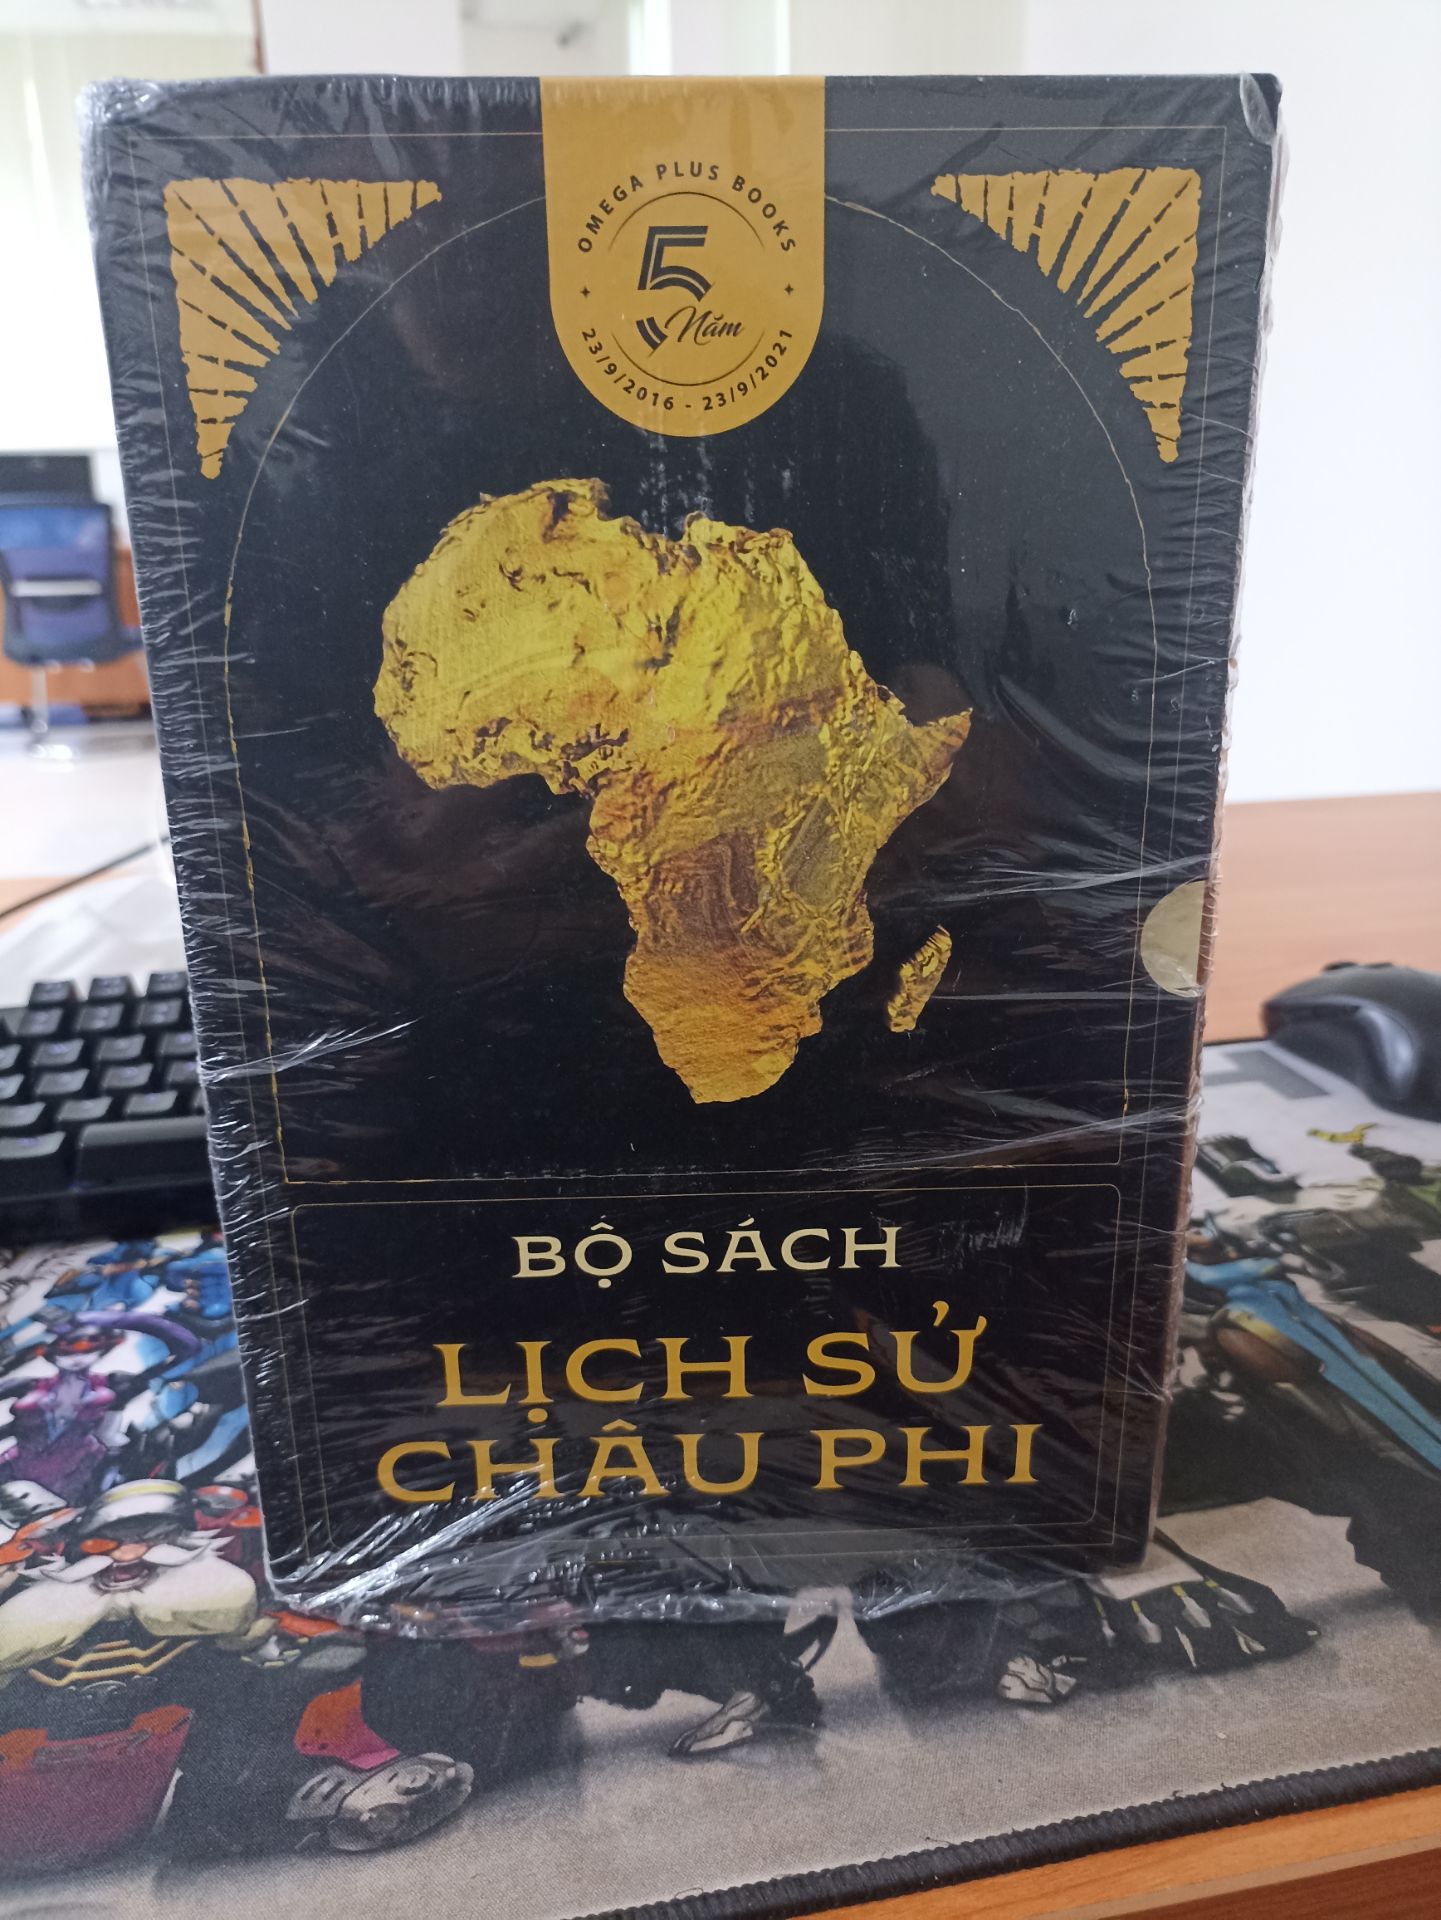 OMEGA PLUS BOOKS
5
Năm
23/9/2016 - 23/9/2021
BỘ SÁCH
LỊCH SỬ
CHÂU PHI